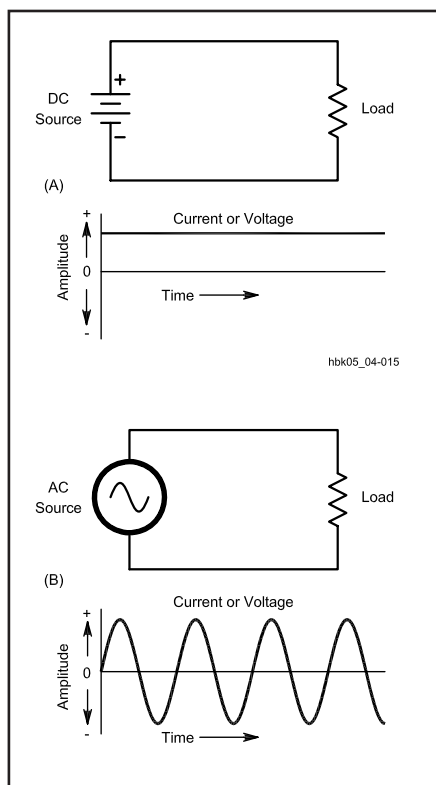 +
DC
Source
Load
−
(A)
+
Current or Voltage
Amplitude
0
Time
-
hbk05_04-015
AC
Source
Load
(B)
Current or Voltage
+
Amplitude
0
-
Time